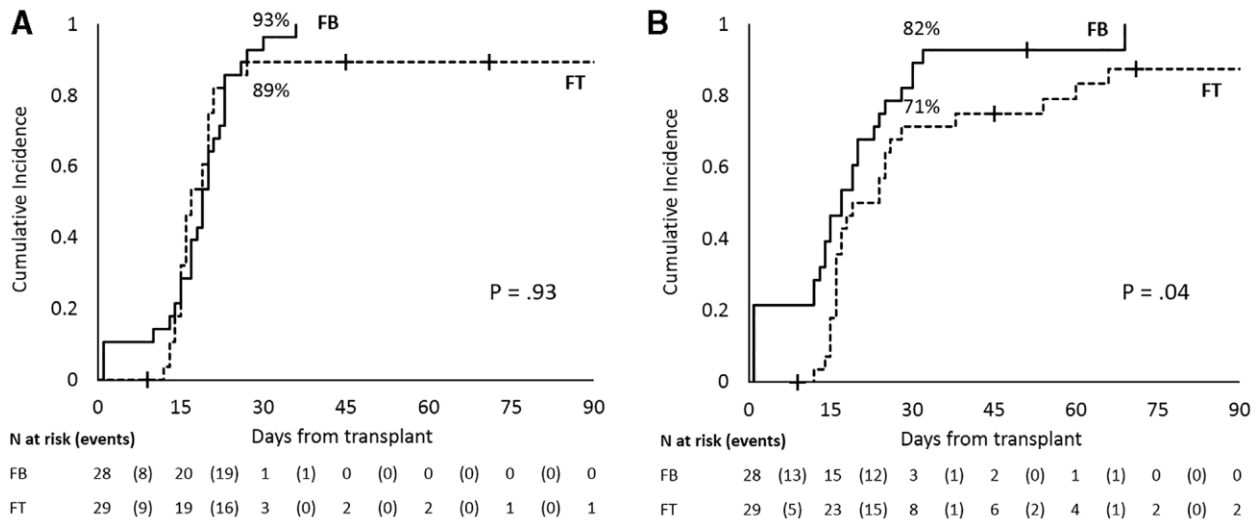 A
Cumulative Incidence
1
0.8
0.6
0.4
0.2
0
93%
FB
89%
FT
P = .93
0 15 30 45 60 75 90
Days from transplant
N at risk (events)
FB 28 (8) 20 (19) 1 (1) 0 (0) 0 (0) 0 (0) 0
FT 29 (9) 19 (16) 3 (0) 2 (0) 2 (0) 1 (0) 1
B
Cumulative Incidence
1
0.8
0.6
0.4
0.2
0
82%
FB
71%
FT
P = .04
0 15 30 45 60 75 90
Days from transplant
N at risk (events)
FB 28 (13) 15 (12) 3 (1) 2 (0) 1 (1) 0 (0) 0
FT 29 (5) 23 (15) 8 (1) 6 (2) 4 (1) 2 (0) 2